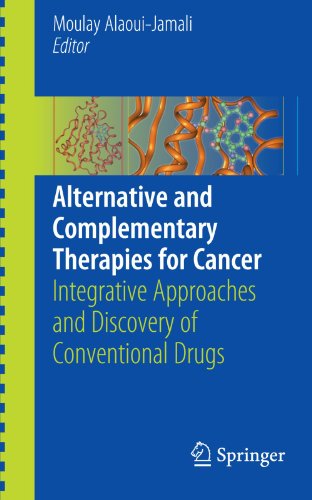 Moulay Alaoui-Jamali
Editor
Alternative and
Complementary
Therapies for Cancer
Integrative Approaches
and Discovery of
Conventional Drugs
Springer